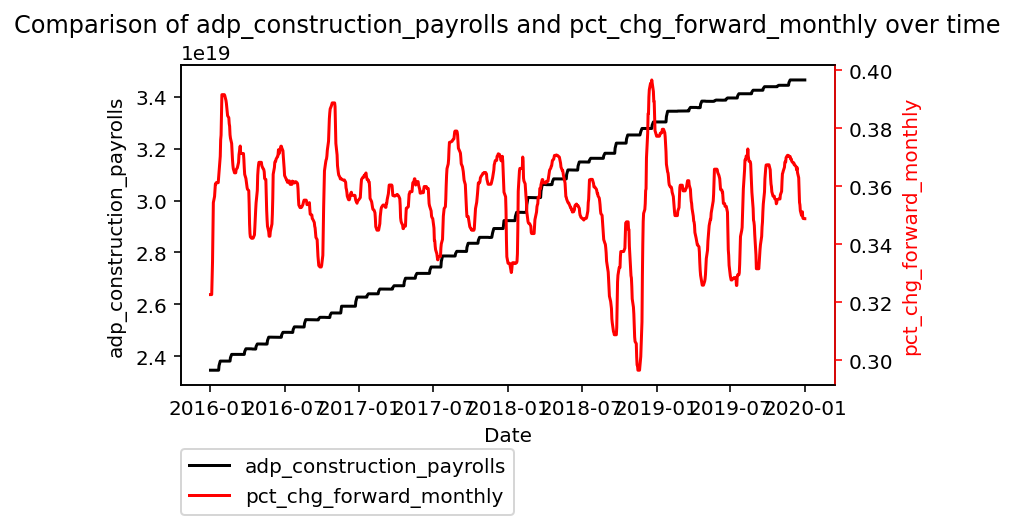 Comparison of adp_construction_payrolls and pct_chg_forward_monthly over time
1e19
3.4
3.2
3.0
2.8
2.6
2.4
adp_construction_payrolls
0.40
0.38
0.36
0.34
0.32
0.30
pct_chg_forward_monthly
2016-01 2016-07 2017-01 2017-07 2018-01 2018-07 2019-01 2019-07 2020-01
Date
adp_construction_payrolls
pct_chg_forward_monthly